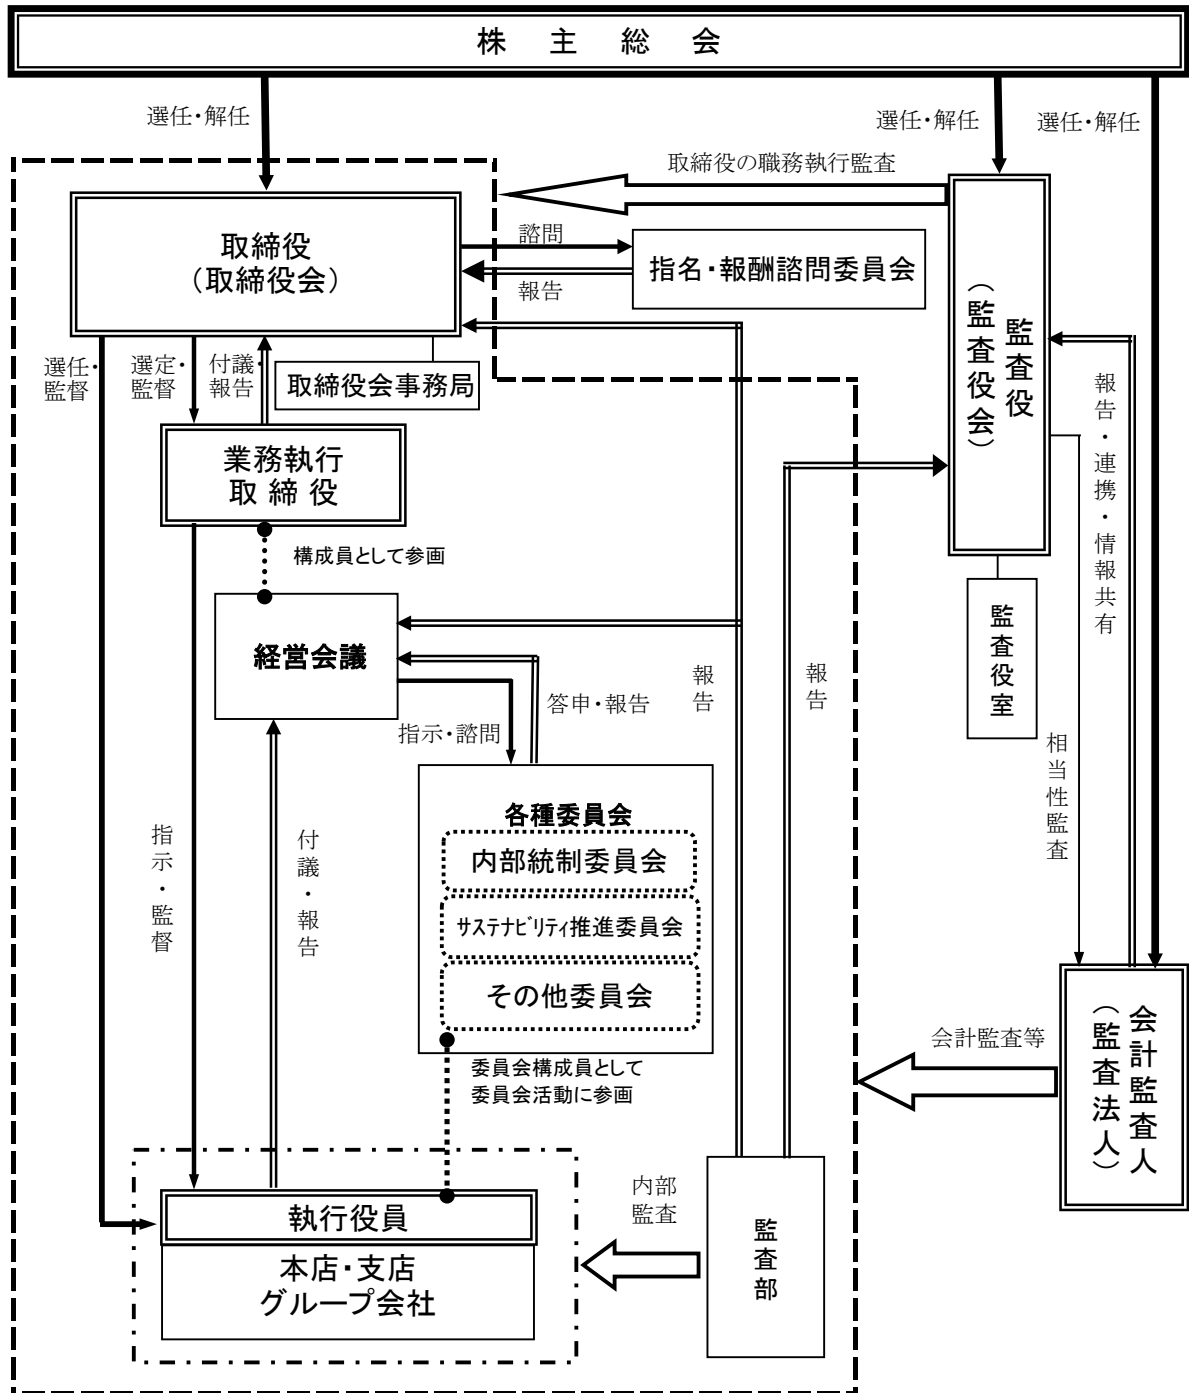 株 主 総 会
選任・解任
選任・解任
選任・解任
取締役の職務執行監査
取締役
（取締役会）
諮問
報告
指名・報酬諮問委員会
監査役
（監査役会）
選任・
監督
選定・
監督
付議・
報告
取締役会事務局
報告・連携・情報共有
業務執行
取 締 役
構成員として参画
経営会議
監査役室
報告
報告
答申・報告
指示・諮問
相当性監査
各種委員会
内部統制委員会
ｻｽﾃﾅﾋﾞﾘﾃｨ推進委員会
その他委員会
指示・監督
付議・報告
会計監査人
（監査法人）
会計監査等
委員会構成員として
委員会活動に参画
内部
監査
監査部
執行役員
本店・支店
グループ会社